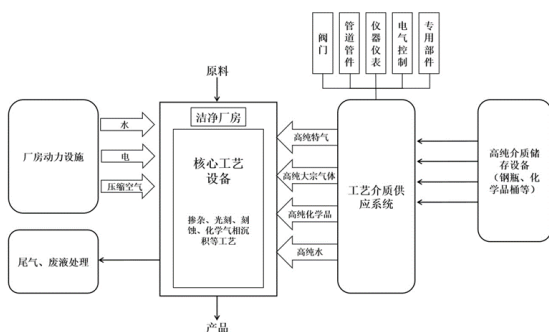 阀门
管道管件
仪器仪表
电气控制
专用部件
原料
洁净厂房
厂房动力设施
水
电
压缩空气
核心工艺
设备
掺杂、光刻、刻
蚀、化学气相沉
积等工艺
高纯特气
高纯大宗气体
高纯化学品
高纯水
工艺介质供
应系统
高纯介质储
存设备
(钢瓶、化
学品桶等)
尾气、废液处理
产品